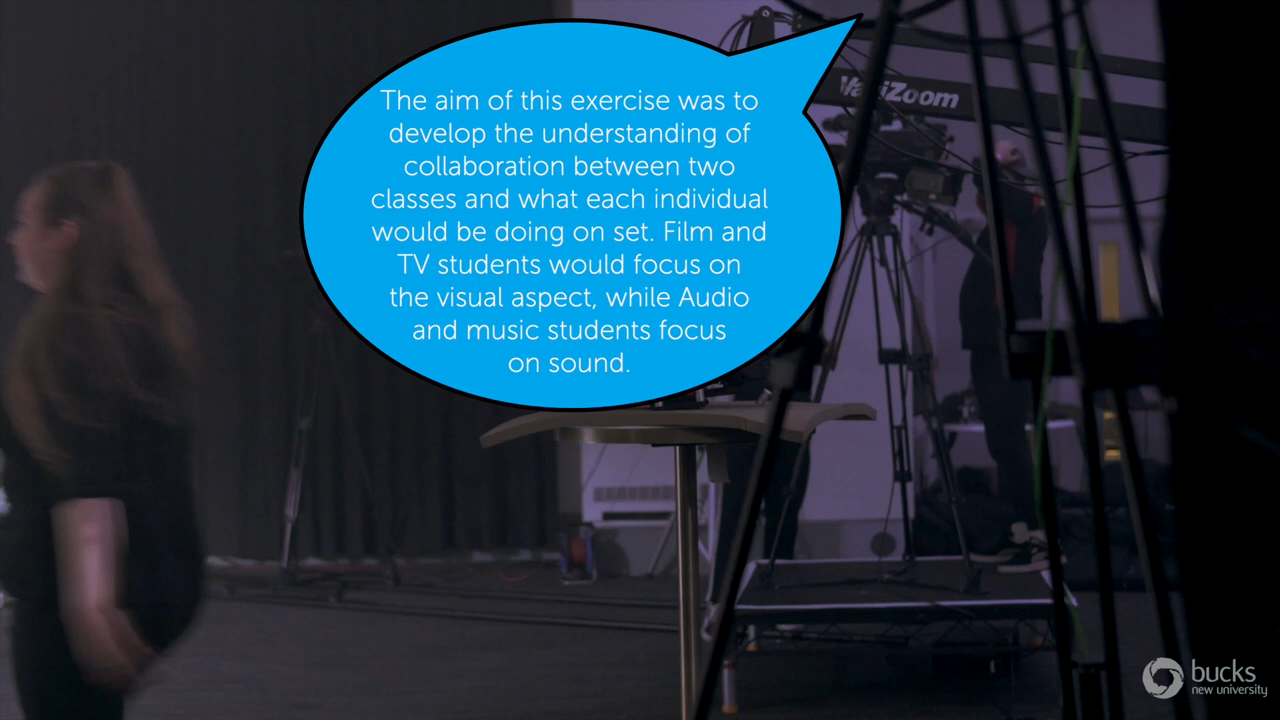 The aim of this exercise was to
develop the understanding of
collaboration between two
classes and what each individual
would be doing on set. Film and
TV students would focus on
the visual aspect, while Audio
and music students focus
on sound.
VariZoom
bucks
new university